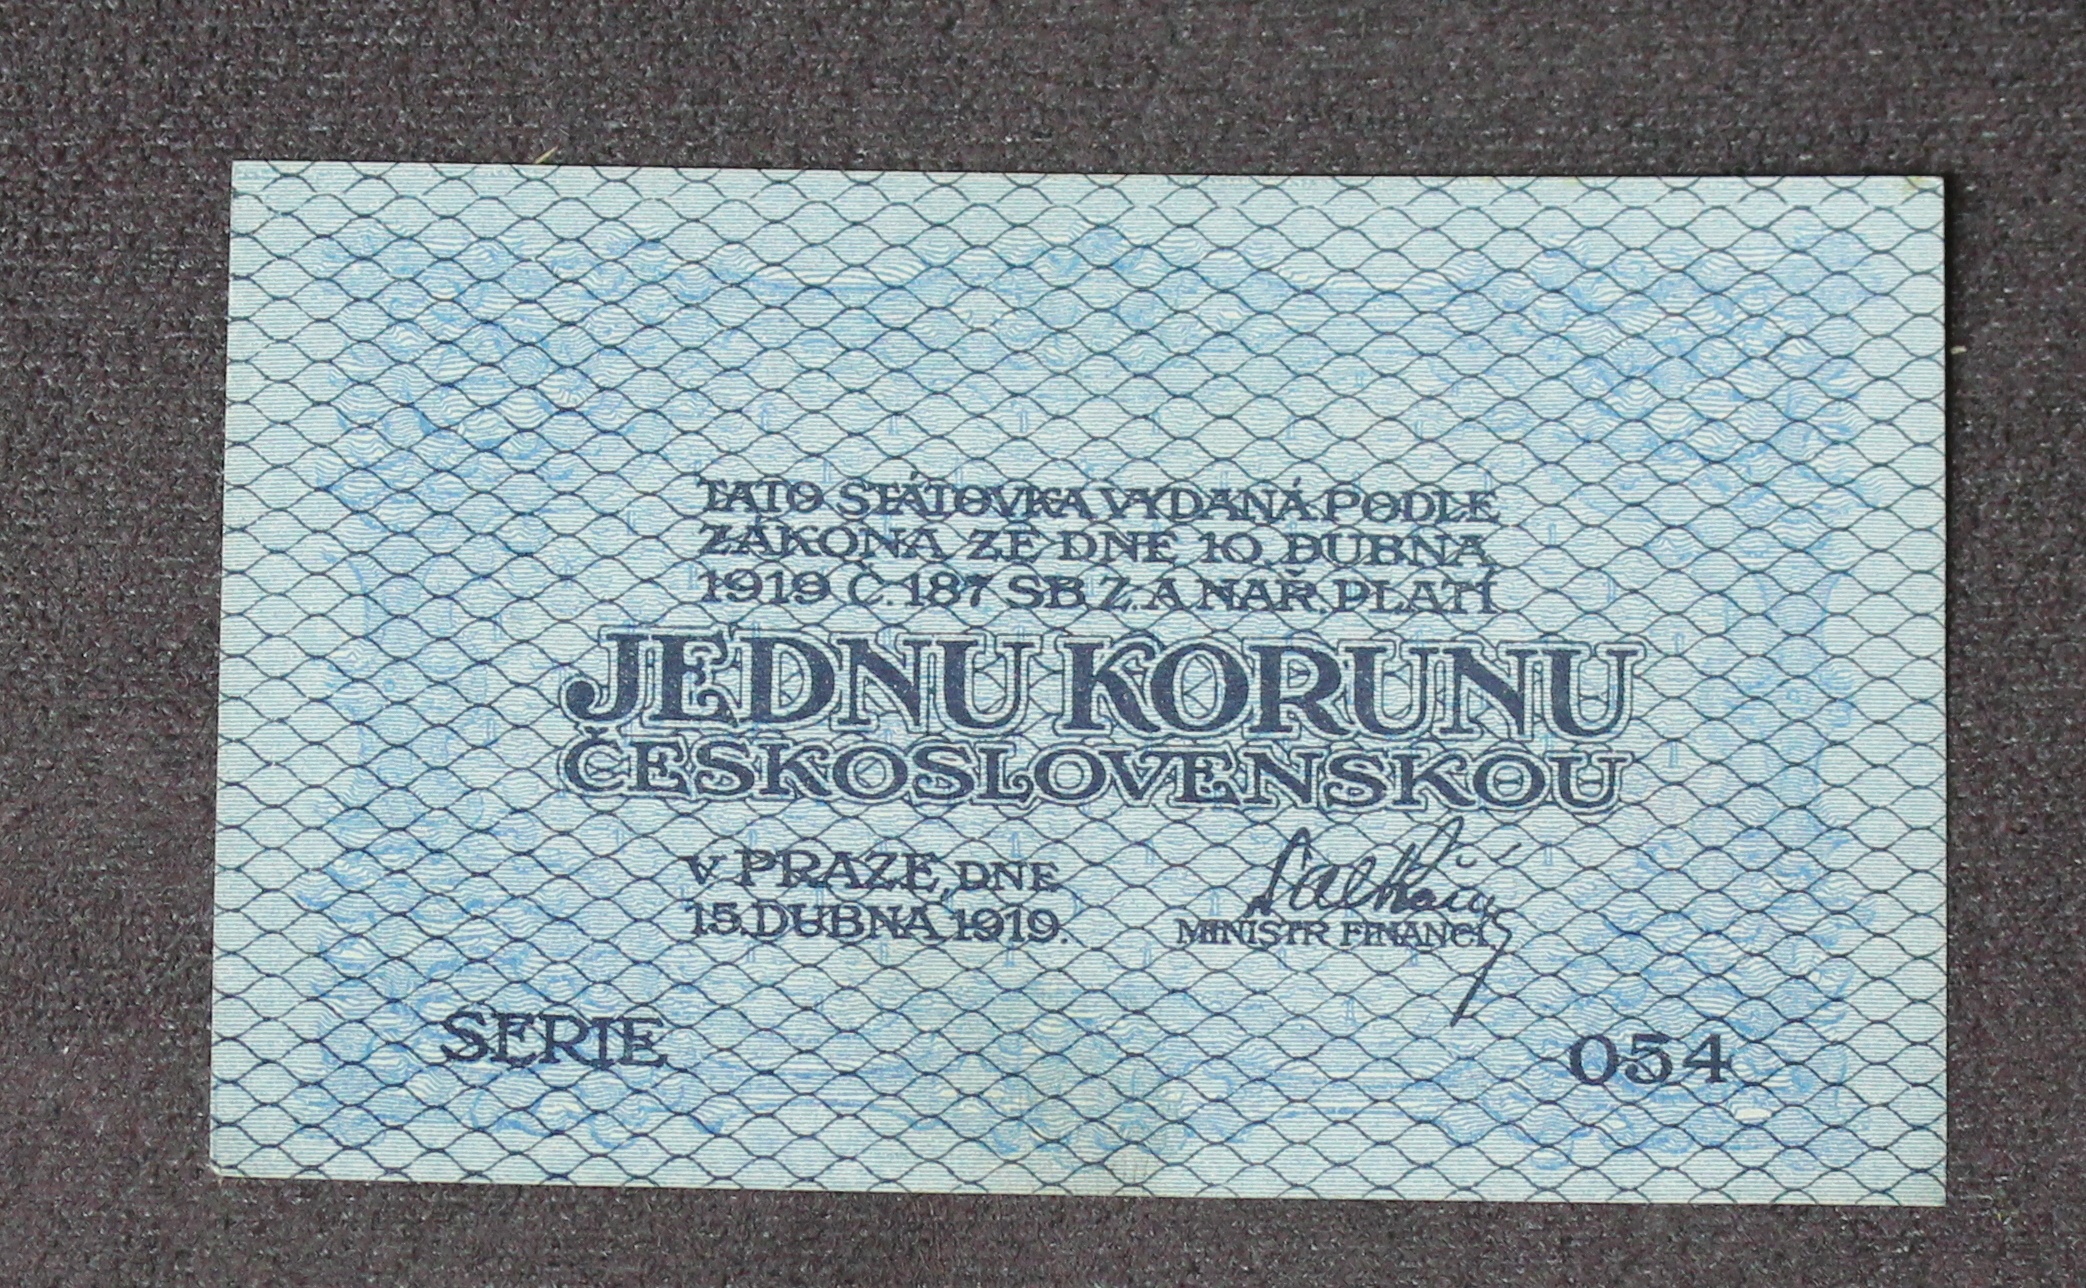 TATO STÁTOVKA VYDANÁ PODLE
ZÁKONA ZE DNE 10. DUBNA
1919 Č. 187 SB. Z. A NAŘ. PLATÍ
JEDNU KORUNU
ČESKOSLOVENSKOU
V PRAZE, DNE
15. DUBNA 1919.
MINISTR FINANCÍ.
SERIE 054